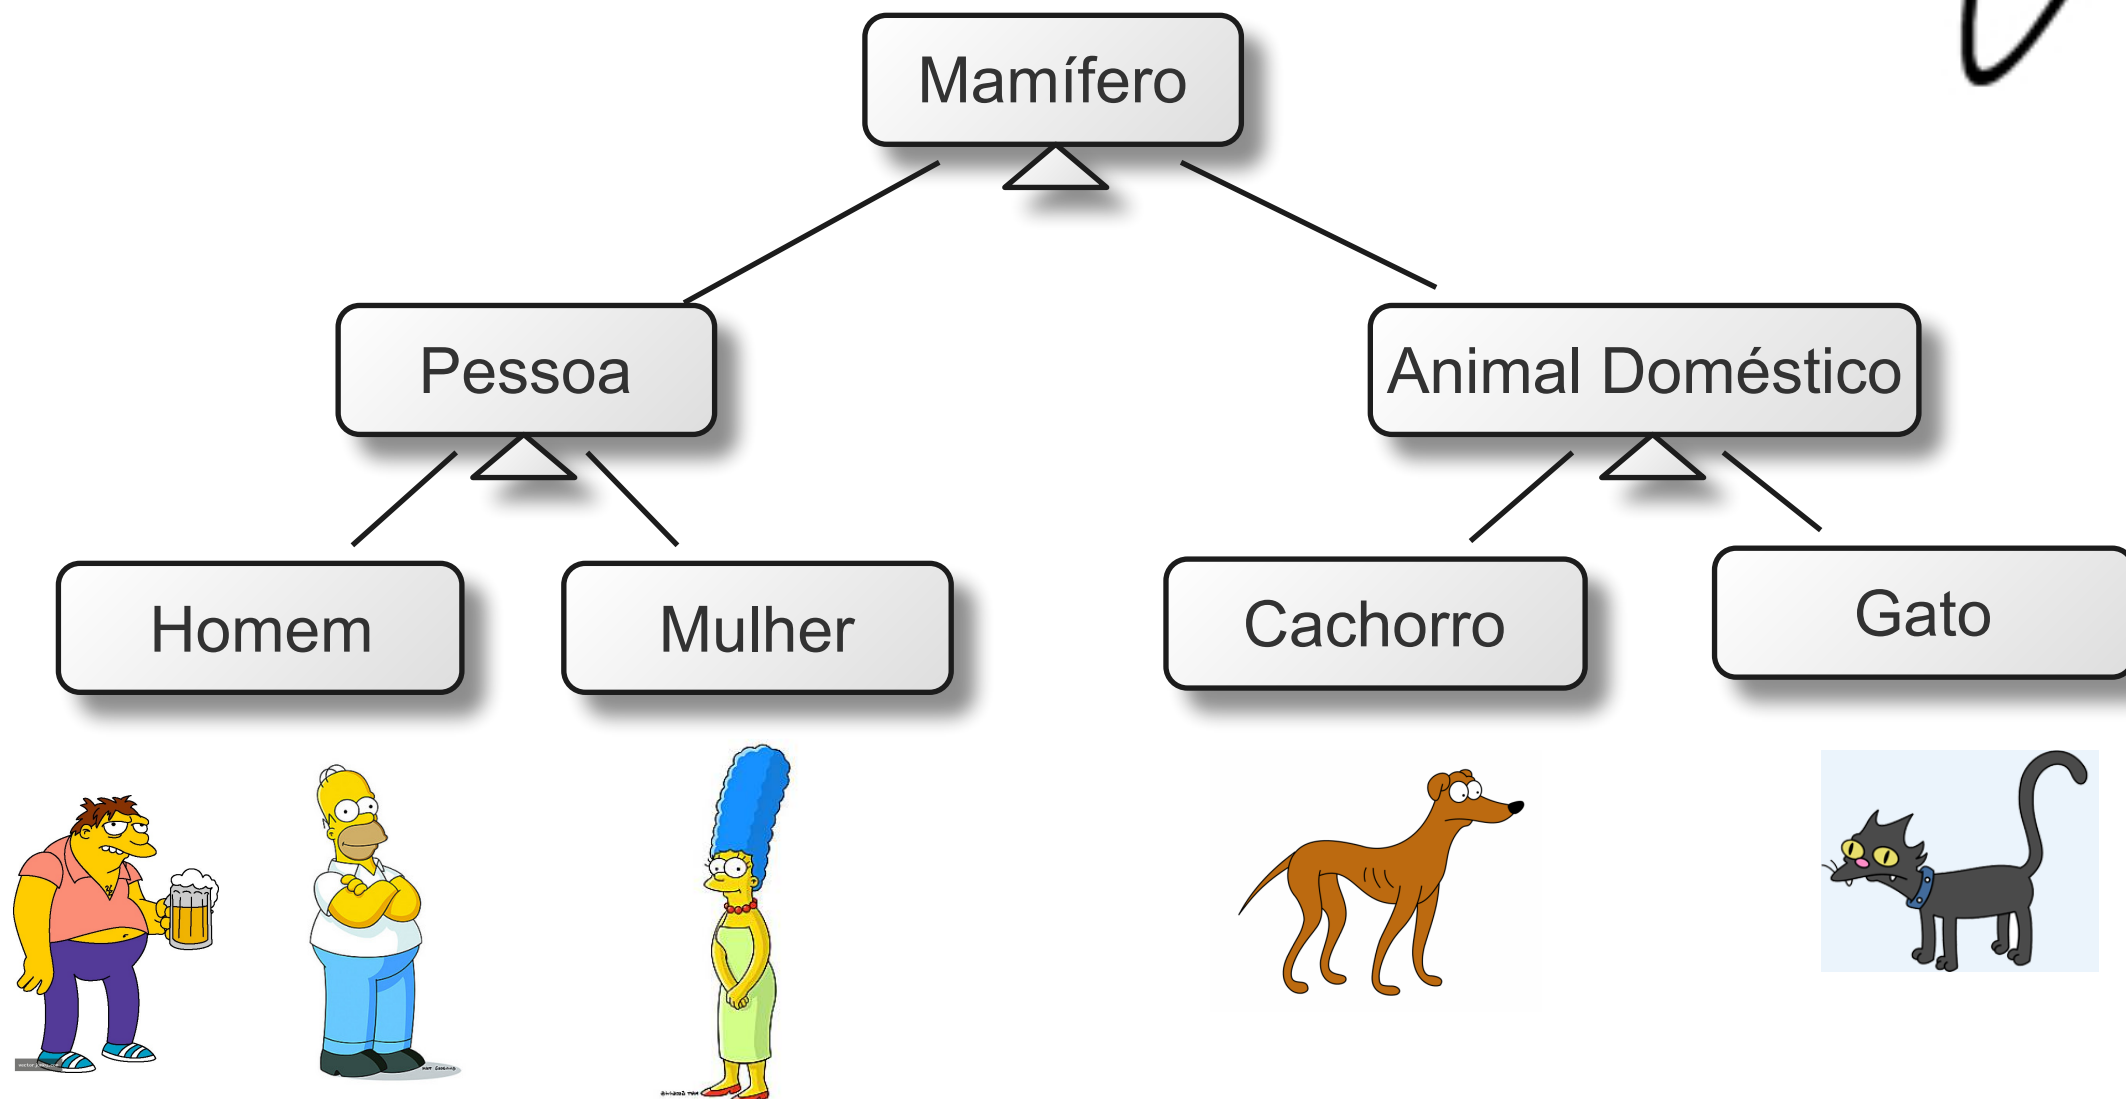 Mamífero
Pessoa
Animal Doméstico
Homem
Mulher
Cachorro
Gato